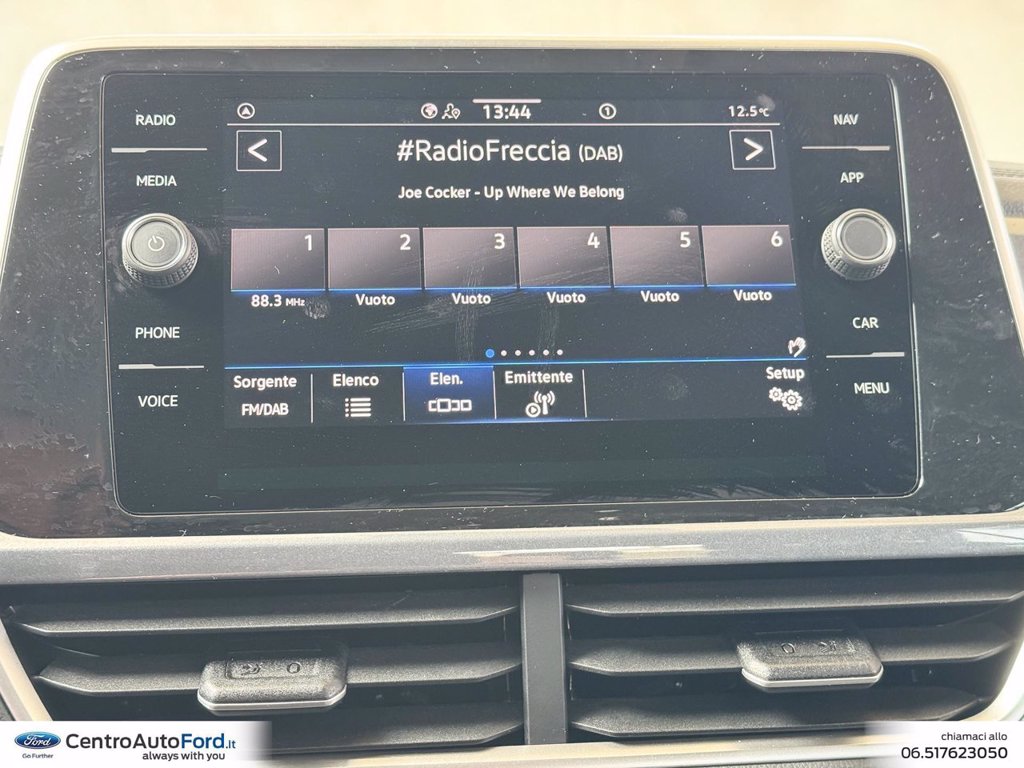 RADIO
MEDIA
PHONE
VOICE
13:44
1
12.5°C
<
#RadioFreccia (DAB)
>
Joe Cocker - Up Where We Belong
1 2 3 4 5 6
88.3 MHz Vuoto Vuoto Vuoto Vuoto Vuoto
Sorgente Elenco Elen. Emittente Setup
FM/DAB
NAV
APP
CAR
MENU
Ford
Go Further
CentroAutoFord.it
always with you
chiamaci allo
06.517623050